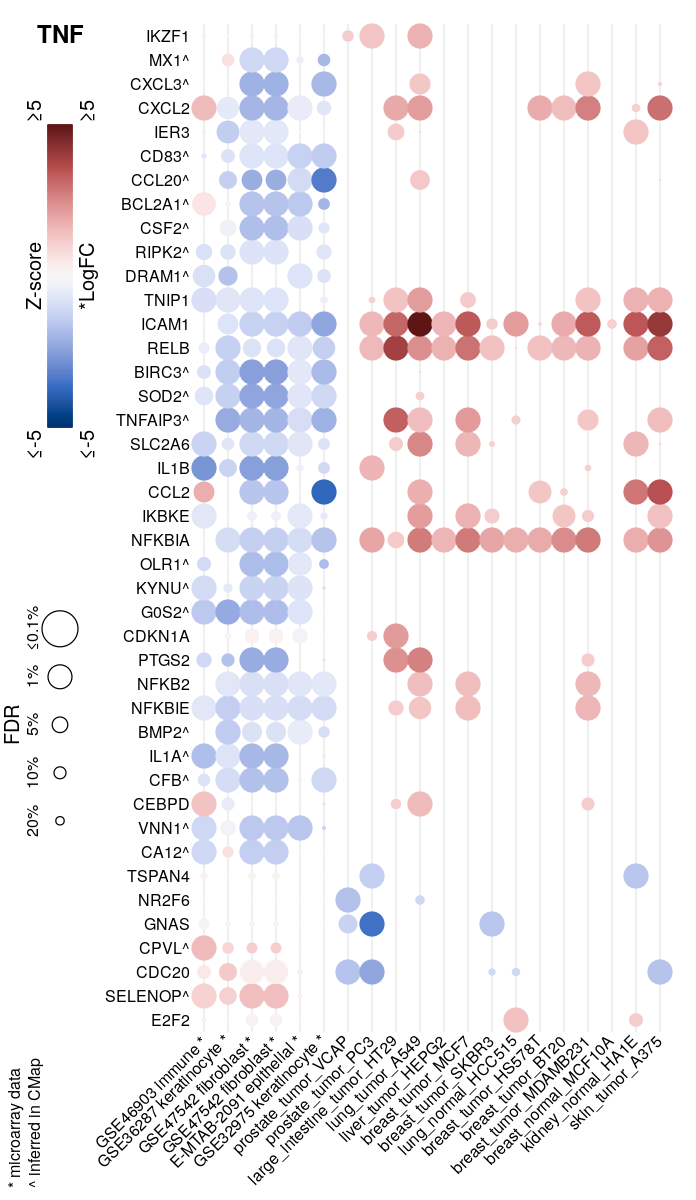 TNF
≥5
≥5
Z-score
*LogFC
≤-5
≤-5
FDR
≤0.1%
1%
5%
10%
20%
IKZF1
MX1^
CXCL3^
CXCL2
IER3
CD83^
CCL20^
BCL2A1^
CSF2^
RIPK2^
DRAM1^
TNIP1
ICAM1
RELB
BIRC3^
SOD2^
TNFAIP3^
SLC2A6
IL1B
CCL2
IKBKE
NFKBIA
OLR1^
KYNU^
G0S2^
CDKN1A
PTGS2
NFKB2
NFKBIE
BMP2^
IL1A^
CFB^
CEBPD
VNN1^
CA12^
TSPAN4
NR2F6
GNAS
CPVL^
CDC20
SELENOP^
E2F2
GSE46903 Immune *
GSE36287 keratinocyte *
GSE47542 fibroblast *
GSE47542 fibroblast *
E-MTAB-2091 epithelial *
GSE32975 keratinocyte *
prostate_tumor_VCAP
prostate_tumor_PC3
large_Intestine_tumor_HT29
lung_tumor_A549
liver_tumor_HEPG2
breast_tumor_MCF7
breast_tumor_SKBR3
lung_normal_HCC515
breast_tumor_HS578T
breast_tumor_BT20
breast_tumor_MDAMB231
breast_normal_MCF10A
kidney_normal_HA1E
skin_tumor_A375
* microarray data
^ Inferred In CMap